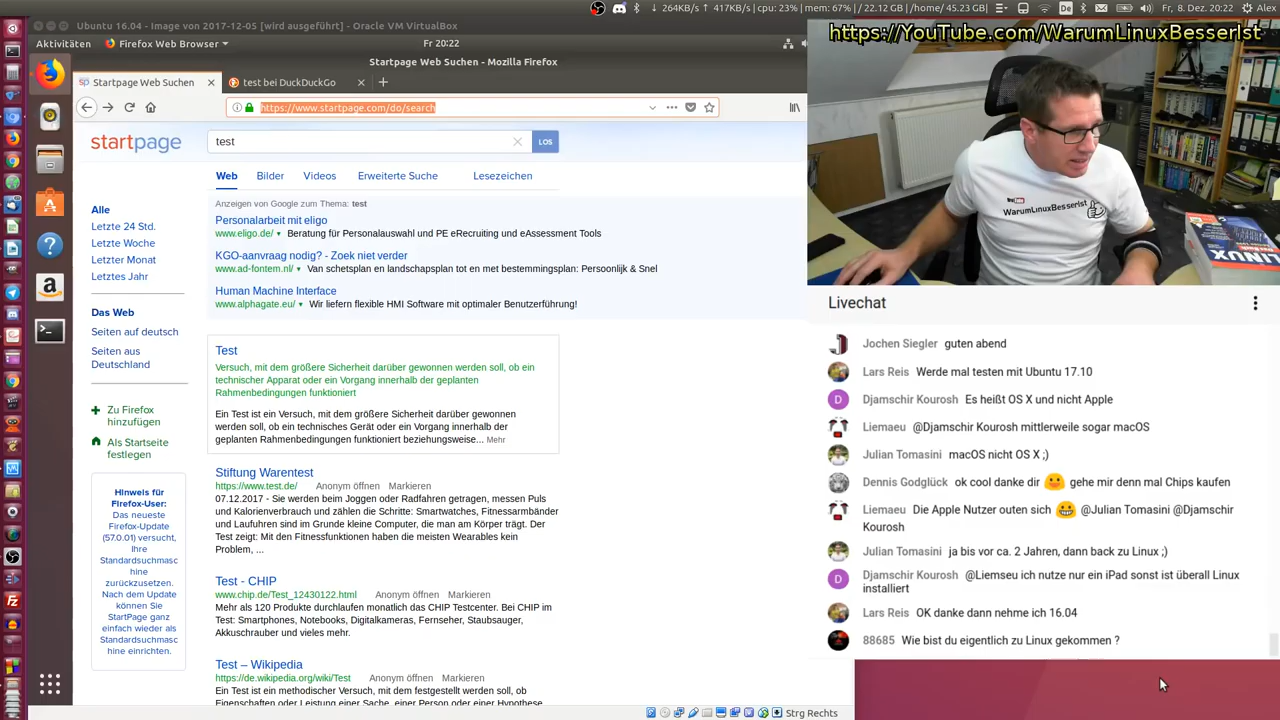 Ubuntu 16.04 - Image von 2017-12-05 [wird ausgeführt] - Oracle VM VirtualBox
264KB/s 417KB/s cpu: 23% mem: 67% / 22.12 GB /home/45.23 GB De Fr, 8. Dez, 20:22 Alex
Aktivitäten Firefox Web Browser Fr 20:22
Startpage Web Suchen - Mozilla Firefox
https://YouTube.com/WarumLinuxBesserIst
Startpage Web Suchen test bei DuckDuckGo
https://www.startpage.com/do/search
startpage test LOS
Web Bilder Videos Erweiterte Suche Lesezeichen
Alle
Letzte 24 Std.
Letzte Woche
Letzter Monat
Letztes Jahr
Das Web
Seiten auf deutsch
Seiten aus
Deutschland
Zu Firefox
hinzufügen
Als Startseite
festlegen
Hinweis für
Firefox-User:
Das neueste
Firefox-Update
(57.0.01) versucht,
Ihre
Standardsuchmasc
hine
zurückzusetzen.
Nach dem Update
können Sie
StartPage ganz
einfach wieder als
Standardsuchmasc
hine einrichten.
Anzeigen von Google zum Thema: test
Personalarbeit mit eligo
www.eligo.de/ Beratung für Personalauswahl und PE eRecruiting und eAssessment Tools
KGO-aanvraag nodig? - Zoek niet verder
www.ad-fontem.nl/ Van schetsplan en landschapsplan tot en met bestemmingsplan: Persoonlijk & Snel
Human Machine Interface
www.alphagate.eu/ Wir liefern flexible HMI Software mit optimaler Benutzerführung!
Test
Versuch, mit dem größere Sicherheit darüber gewonnen werden soll, ob ein
technischer Apparat oder ein Vorgang innerhalb der geplanten
Rahmenbedingungen funktioniert
Ein Test ist ein Versuch, mit dem größere Sicherheit darüber gewonnen
werden soll, ob ein technisches Gerät oder ein Vorgang innerhalb der
geplanten Rahmenbedingungen funktioniert beziehungsweise... Mehr
Stiftung Warentest
https://www.test.de/ Anonym öffnen Markieren
07.12.2017 - Sie werden beim Joggen oder Radfahren getragen, messen Puls
und Kalorienverbrauch und zählen die Schritte: Smartwatches, Fitnessarmbänder
und Laufuhren sind im Grunde kleine Computer, die man am Körper trägt. Der
Test zeigt: Mit den Fitnessfunktionen haben die meisten Wearables kein
Problem, ...
Test - CHIP
www.chip.de/Test_12430122.html Anonym öffnen Markieren
Mehr als 120 Produkte durchlaufen monatlich das CHIP Testcenter. Bei CHIP im
Test: Smartphones, Notebooks, Digitalkameras, Fernseher, Staubsauger,
Akkuschrauber und vieles mehr.
Test – Wikipedia
https://de.wikipedia.org/wiki/Test Anonym öffnen Markieren
Ein Test ist ein methodischer Versuch, mit dem festgestellt werden soll, ob
Eigenschaften oder Leistung einer Sache, einer Person oder einer Hypothese
Strg Rechts
WarumLinuxBesserIst
LINUX
Livechat
Jochen Siegler guten abend
Lars Reis Werde mal testen mit Ubuntu 17.10
Djamschir Kourosh Es heißt OS X und nicht Apple
Liemaeu @Djamschir Kourosh mittlerweile sogar macOS
Julian Tomasini macOS nicht OS X ;)
Dennis Godglück ok cool danke dir gehe mir denn mal Chips kaufen
Liemaeu Die Apple Nutzer outen sich @Julian Tomasini @Djamschir
Kourosh
Julian Tomasini ja bis vor ca. 2 Jahren, dann back zu Linux ;)
Djamschir Kourosh @Liemseu ich nutze nur ein iPad sonst ist überall Linux
installiert
Lars Reis OK danke dann nehme ich 16.04
88685 Wie bist du eigentlich zu Linux gekommen ?